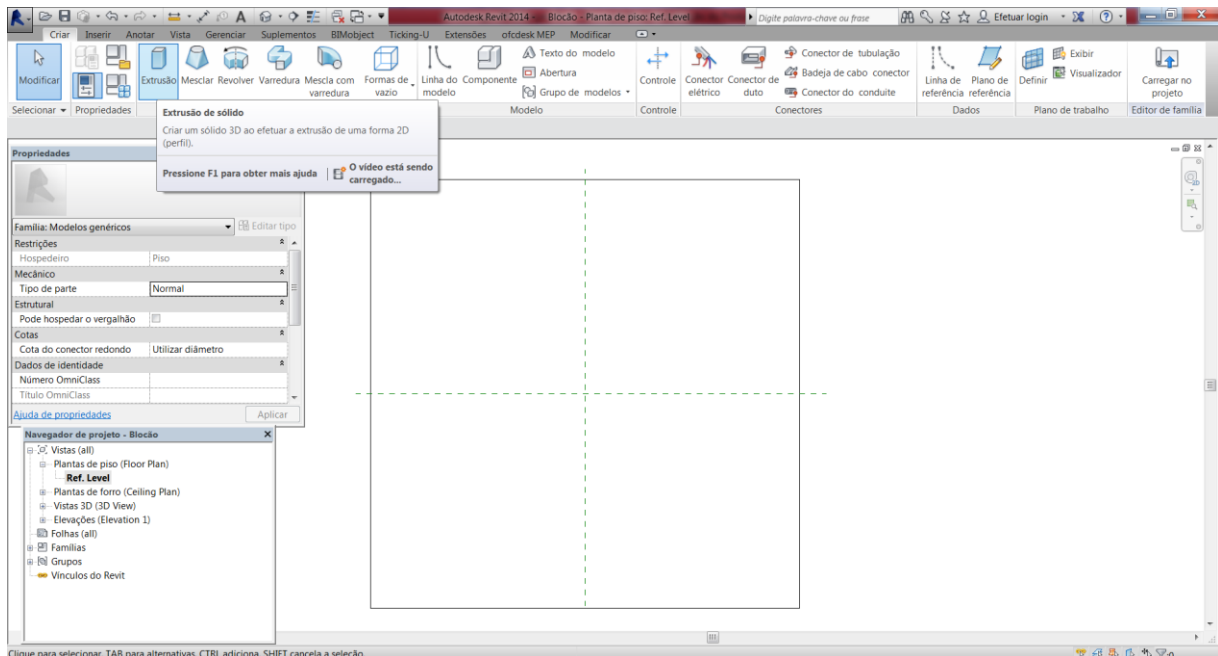 Autodesk Revit 2014 - Blocão - Planta de piso: Ref. Level
Digite palavra-chave ou frase
Efetuar login
Criar Inserir Anotar Vista Gerenciar Suplementos BIMobject Ticking-U Extensões ofcdesk MEP Modificar
Modificar
Extrusão Mesclar Revolver Varredura Mescla com varredura
Formas de vazio
Linha do modelo
Componente
Texto do modelo
Abertura
Grupo de modelos
Controle
Conector elétrico
Conector de duto
Conector de tubulação
Badeja de cabo conector
Conector do conduite
Linha de referência
Plano de referência
Definir
Exibir
Visualizador
Carregar no projeto
Selecionar Propriedades Modelo Controle Conectores Dados Plano de trabalho Editor de família
Extrusão de sólido
Criar um sólido 3D ao efetuar a extrusão de uma forma 2D
(perfil).
Pressione F1 para obter mais ajuda
O vídeo está sendo
carregado...
Propriedades
Família: Modelos genéricos Editar tipo
Restrições
Hospedeiro Piso
Mecânico
Tipo de parte Normal
Estrutural
Pode hospedar o vergalhão
Cotas
Cota do conector redondo Utilizar diâmetro
Dados de identidade
Número OmniClass
Título OmniClass
Ajuda de propriedades Aplicar
Navegador de projeto - Blocão
Vistas (all)
Plantas de piso (Floor Plan)
Ref. Level
Plantas de forro (Ceiling Plan)
Vistas 3D (3D View)
Elevações (Elevation 1)
Folhas (all)
Famílias
Grupos
Vínculos do Revit
Clique para selecionar, TAB para alternativas, CTRL adiciona, SHIFT cancela a seleção.
:0